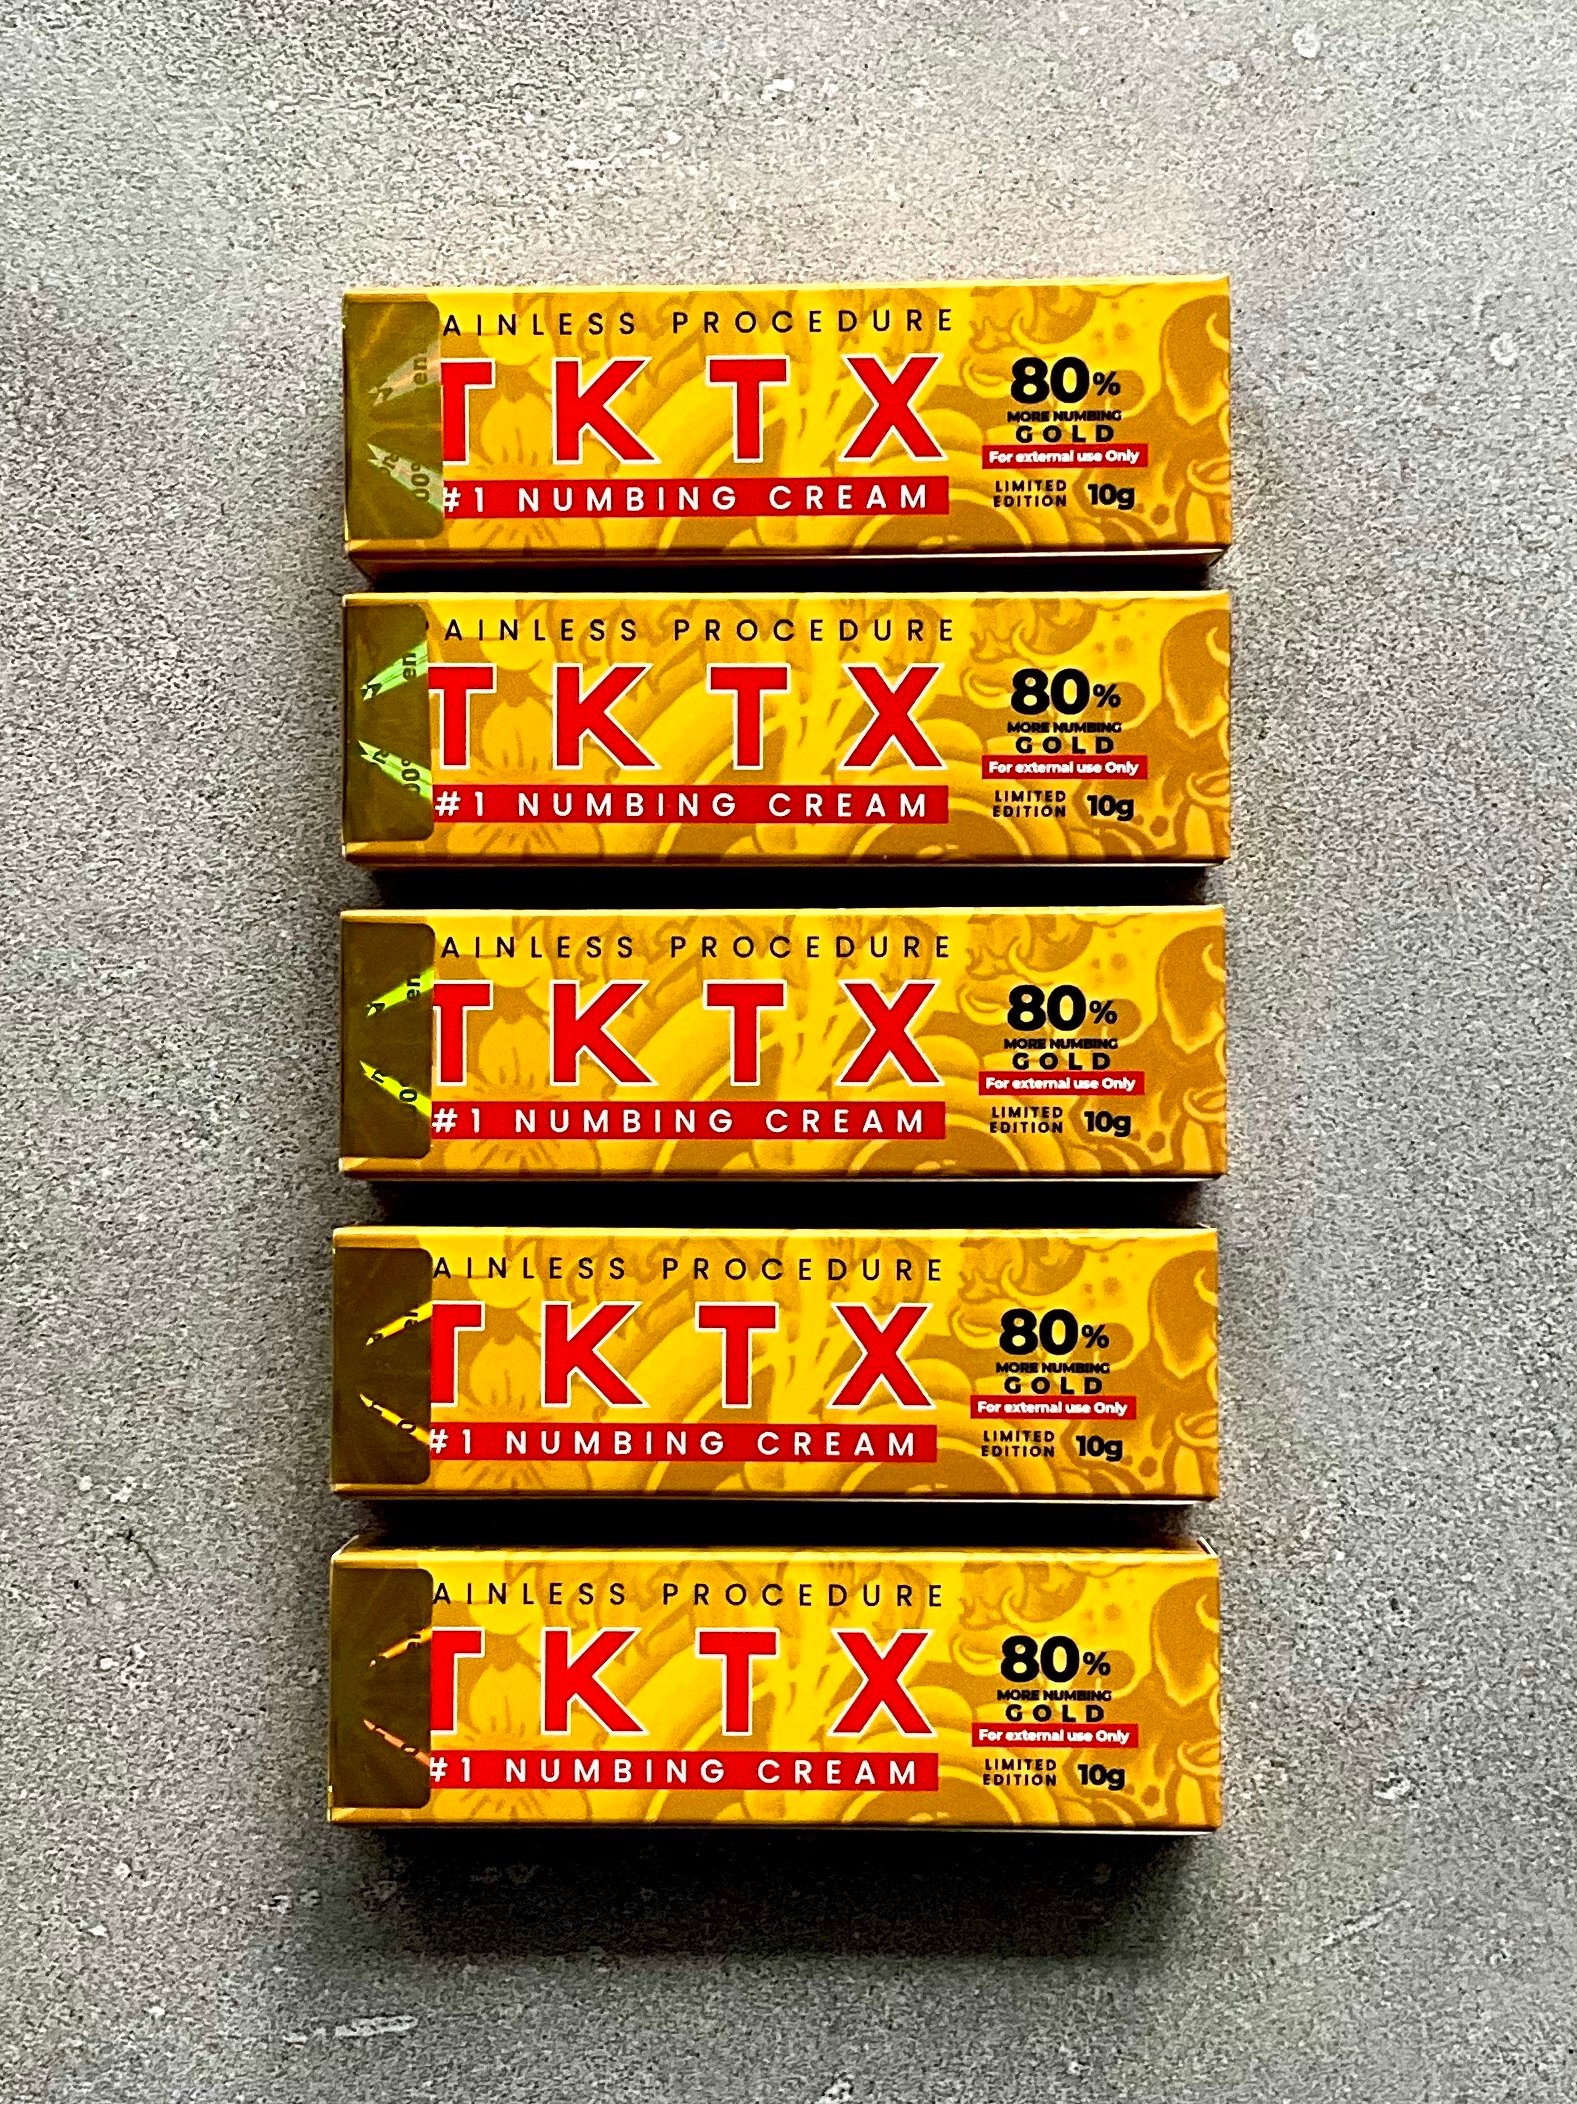 AINLESS PROCEDURE
TKTX
#1 NUMBING CREAM
80%
MORE NUMBING
GOLD
For external use Only
LIMITED
EDITION
10g
AINLESS PROCEDURE
TKTX
#1 NUMBING CREAM
80%
MORE NUMBING
GOLD
For external use Only
LIMITED
EDITION
10g
AINLESS PROCEDURE
TKTX
#1 NUMBING CREAM
80%
MORE NUMBING
GOLD
For external use Only
LIMITED
EDITION
10g
AINLESS PROCEDURE
TKTX
#1 NUMBING CREAM
80%
MORE NUMBING
GOLD
For external use Only
LIMITED
EDITION
10g
AINLESS PROCEDURE
TKTX
#1 NUMBING CREAM
80%
MORE NUMBING
GOLD
For external use Only
LIMITED
EDITION
10g